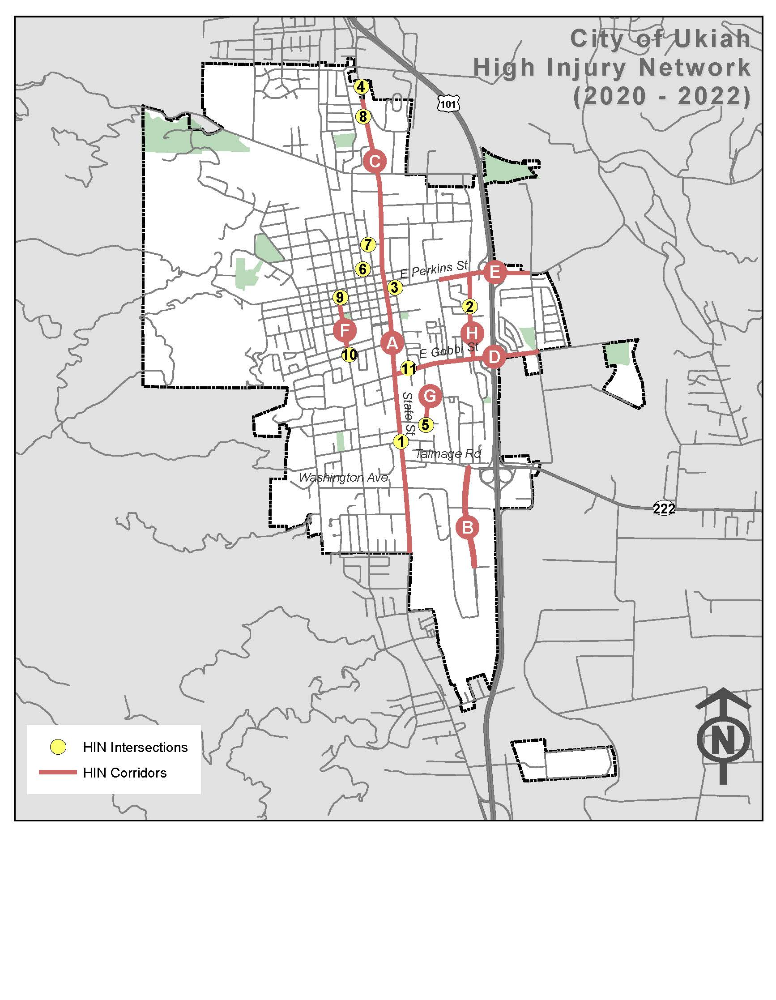 City of Ukiah
High Injury Network
(2020 - 2022)
4
101
8
C
7
E Perkins St
6
E
3
9
2
F
H
A
E Gobbi St
10
D
11
G
State St
5
1
Talmage Rd
Washington Ave
222
B
N
HIN Intersections
HIN Corridors